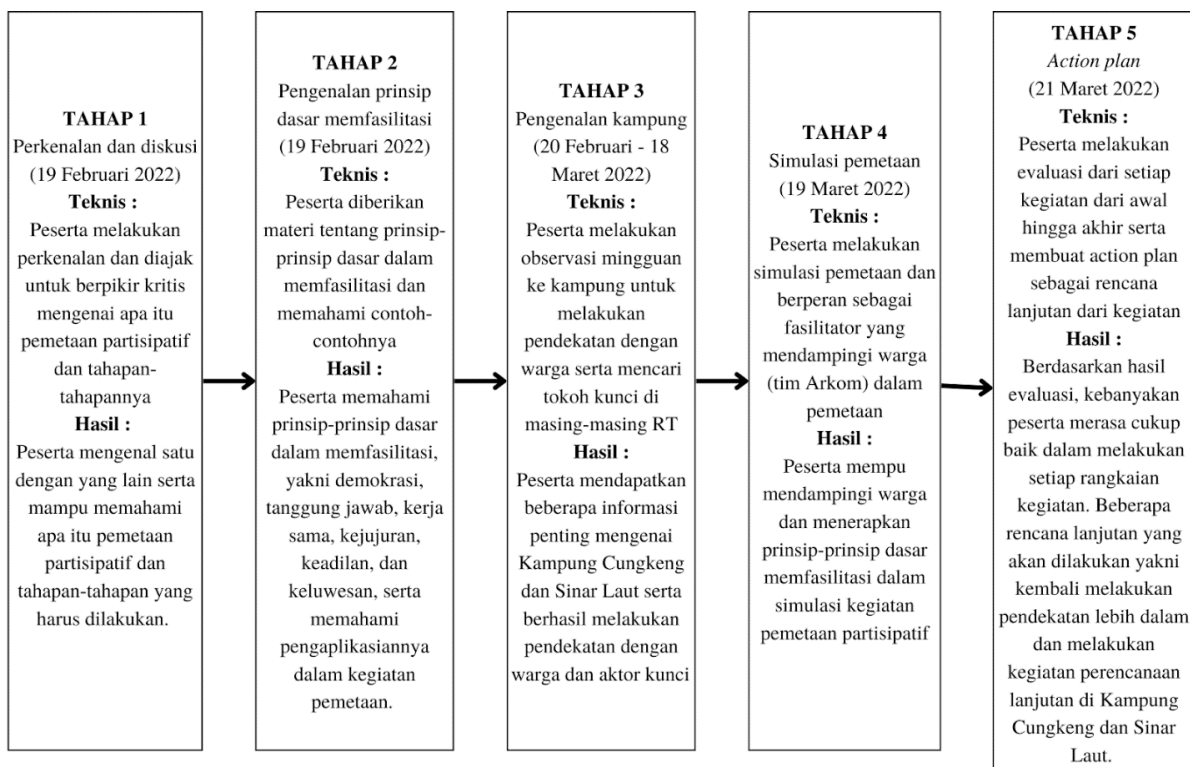 TAHAP 1
Perkenalan dan diskusi
(19 Februari 2022)
Teknis :
Peserta melakukan
perkenalan dan diajak
untuk berpikir kritis
mengenai apa itu
pemetaan partisipatif
dan tahapan-
tahapannya
Hasil :
Peserta mengenal satu
dengan yang lain serta
mampu memahami
apa itu pemetaan
partisipatif dan
tahapan-tahapan yang
harus dilakukan.
TAHAP 2
Pengenalan prinsip
dasar memfasilitasi
(19 Februari 2022)
Teknis :
Peserta diberikan
materi tentang prinsip-
prinsip dasar dalam
memfasilitasi dan
memahami contoh-
contohnya
Hasil :
Peserta memahami
prinsip-prinsip dasar
dalam memfasilitasi,
yakni demokrasi,
tanggung jawab, kerja
sama, kejujuran,
keadilan, dan
keluwesan, serta
memahami
pengaplikasiannya
dalam kegiatan
pemetaan.
TAHAP 3
Pengenalan kampung
(20 Februari - 18
Maret 2022)
Teknis :
Peserta melakukan
observasi mingguan
ke kampung untuk
melakukan
pendekatan dengan
warga serta mencari
tokoh kunci di
masing-masing RT
Hasil :
Peserta mendapatkan
beberapa informasi
penting mengenai
Kampung Cungkeng
dan Sinar Laut serta
berhasil melakukan
pendekatan dengan
warga dan aktor kunci
TAHAP 4
Simulasi pemetaan
(19 Maret 2022)
Teknis :
Peserta melakukan
simulasi pemetaan dan
berperan sebagai
fasilitator yang
mendampingi warga
(tim Arkom) dalam
pemetaan
Hasil :
Peserta mempu
mendampingi warga
dan menerapkan
prinsip-prinsip dasar
memfasilitasi dalam
simulasi kegiatan
pemetaan partisipatif
TAHAP 5
Action plan
(21 Maret 2022)
Teknis :
Peserta melakukan
evaluasi dari setiap
kegiatan dari awal
hingga akhir serta
membuat action plan
sebagai rencana
lanjutan dari kegiatan
Hasil :
Berdasarkan hasil
evaluasi, kebanyakan
peserta merasa cukup
baik dalam melakukan
setiap rangkaian
kegiatan. Beberapa
rencana lanjutan yang
akan dilakukan yakni
kembali melakukan
pendekatan lebih dalam
dan melakukan
kegiatan perencanaan
lanjutan di Kampung
Cungkeng dan Sinar
Laut.